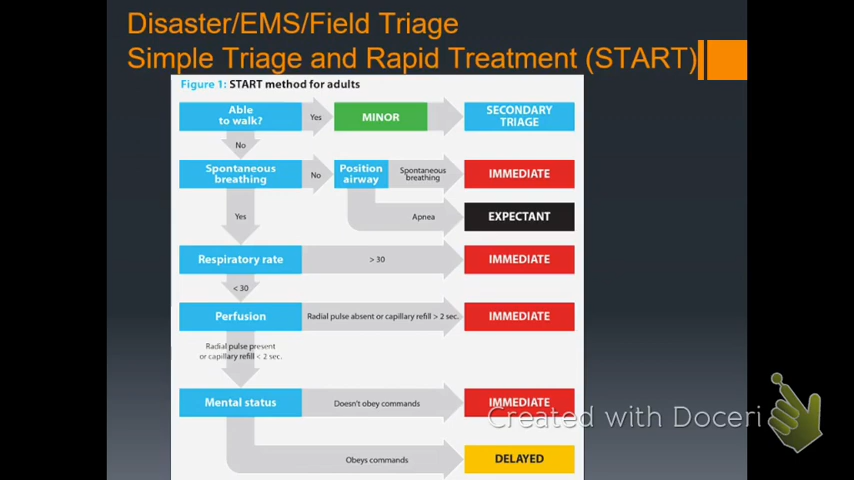 Disaster/EMS/Field Triage
Simple Triage and Rapid Treatment (START)
Figure 1: START method for adults
Able
to walk?
Yes
MINOR
SECONDARY
TRIAGE
No
Spontaneous
breathing
No
Position
airway
Spontaneous
breathing
IMMEDIATE
Yes
Apnea
EXPECTANT
Respiratory rate
> 30
IMMEDIATE
< 30
Perfusion
Radial pulse absent or capillary refill > 2 sec.
IMMEDIATE
Radial pulse present
or capillary refill < 2 sec.
Mental status
Doesn't obey commands
IMMEDIATE
Created with Doceri
Obeys commands
DELAYED